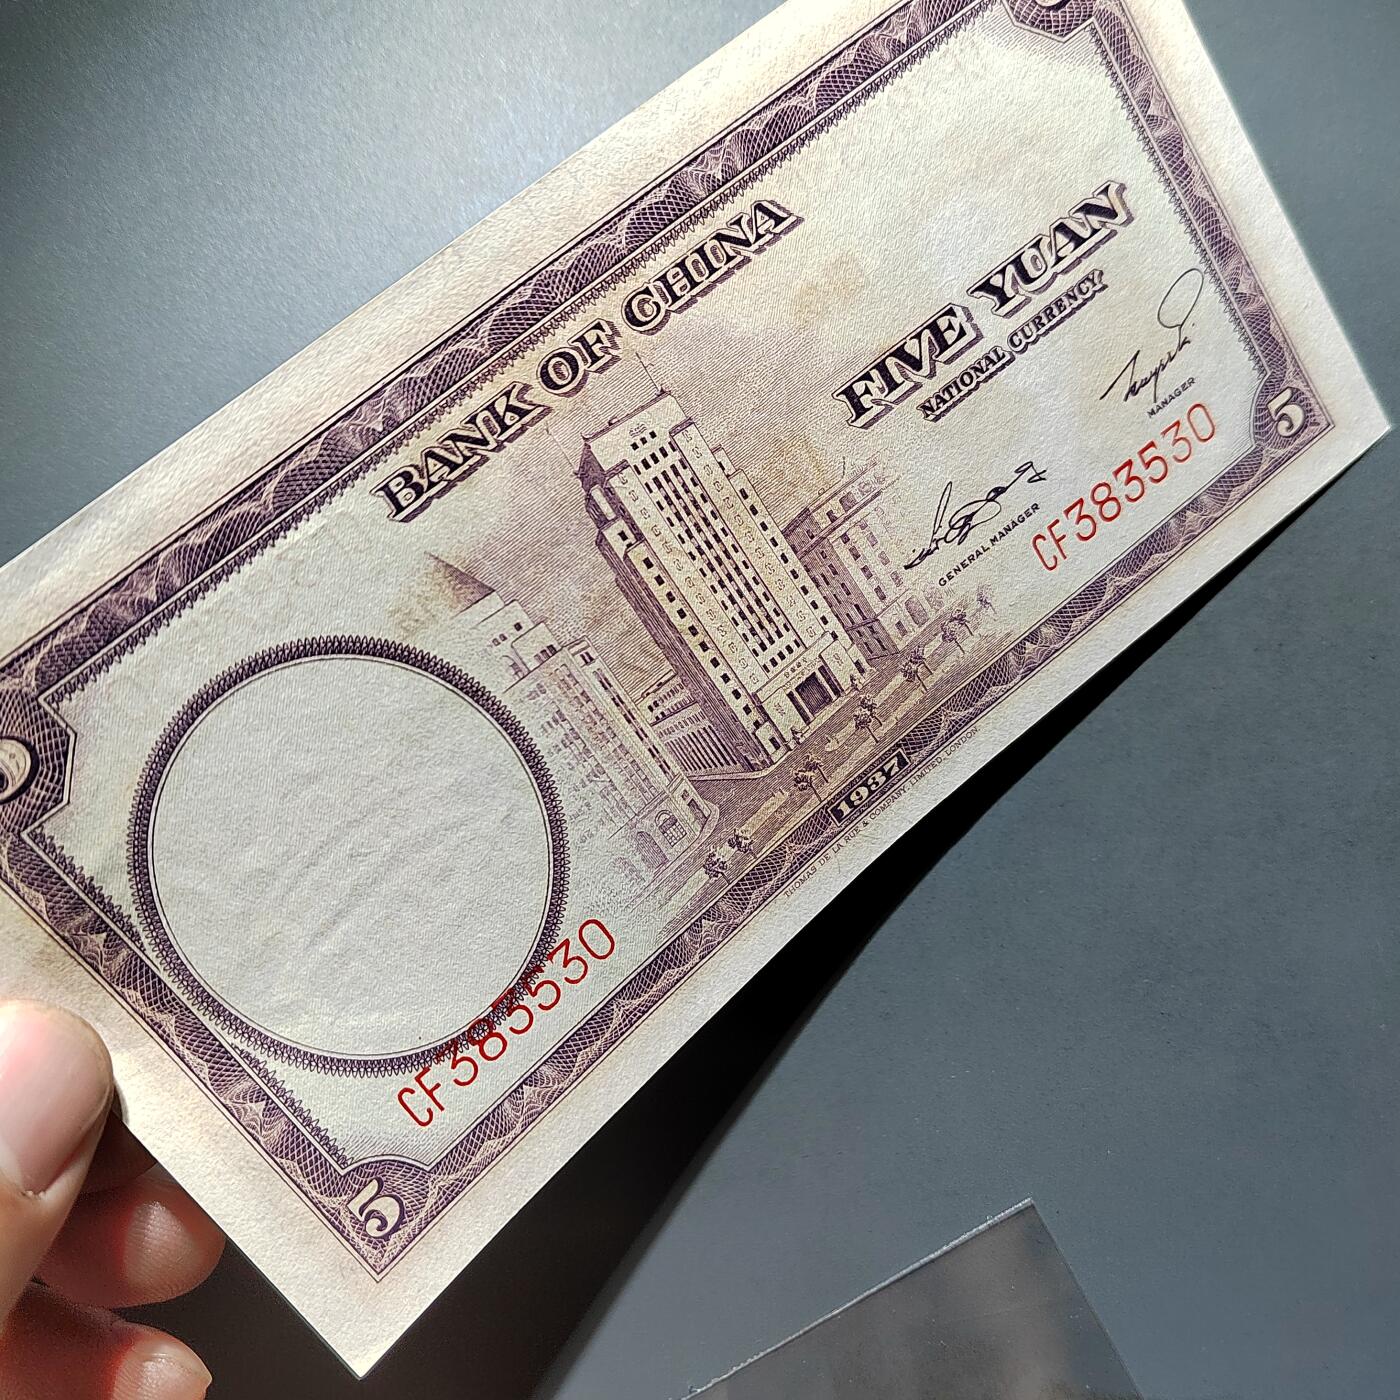 BANK OF CHINA
FIVE YUAN
NATIONAL CURRENCY
GENERAL MANAGER
MANAGER
CF383530
CF383530
5
5
1937
THOMAS DE LA RUE & COMPANY, LIMITED, LONDON.